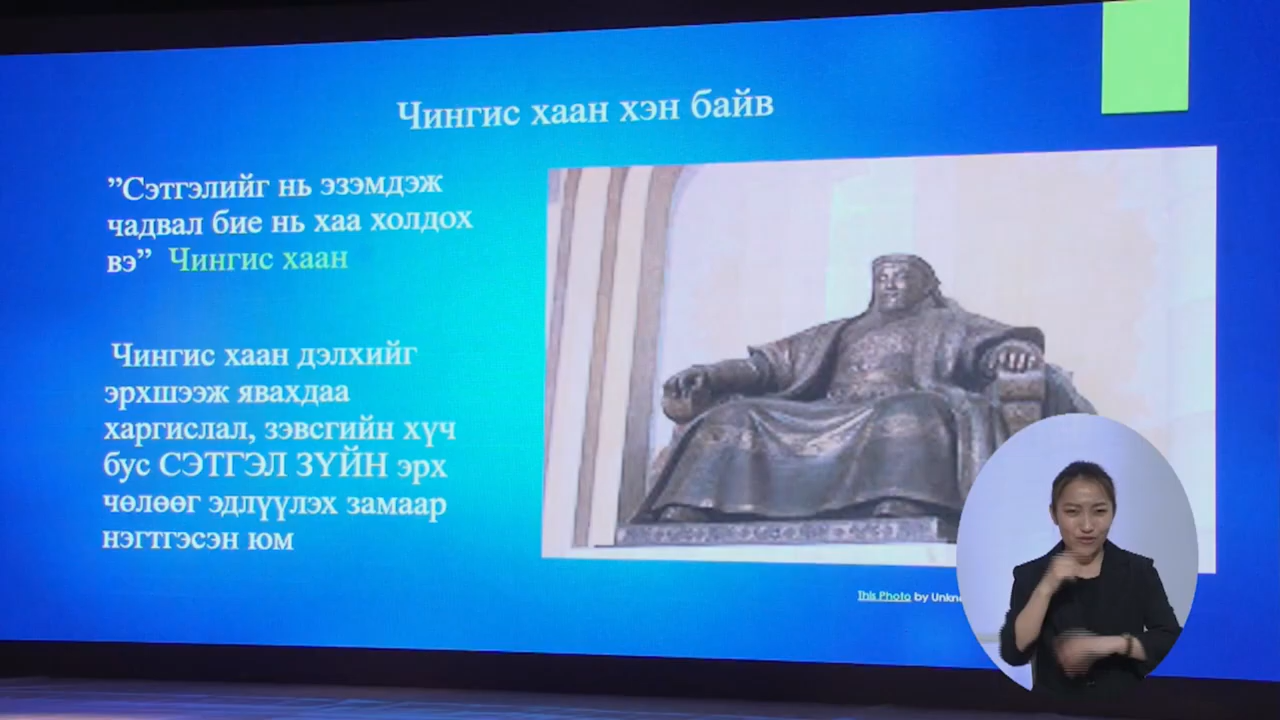 Чингис хаан хэн байв
”Сэтгэлийг нь эзэмдэж
чадвал бие нь хаа холдох
вэ” Чингис хаан
Чингис хаан дэлхийг
эрхшээж явахдаа
харгислал, зэвсгийн хүч
бус СЭТГЭЛ ЗҮЙН эрх
чөлөөг эдлүүлэх замаар
нэгтгэсэн юм
This Photo by